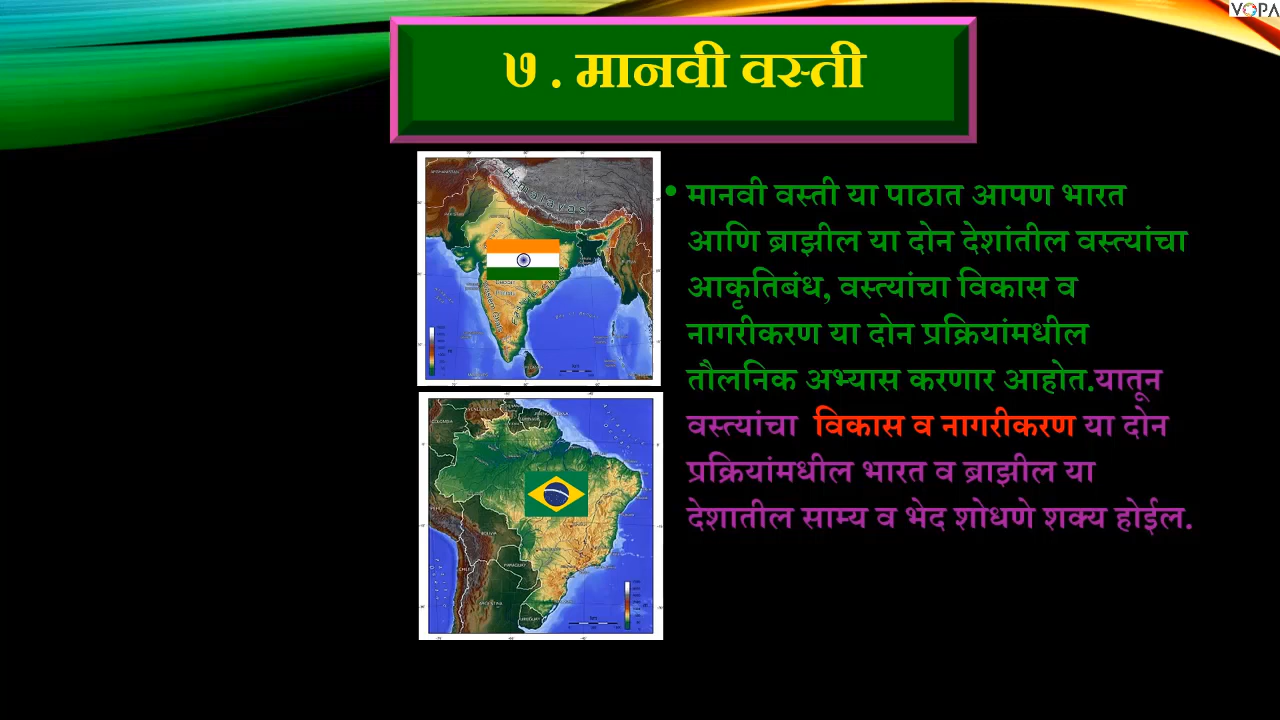 VOPA
७ . मानवी वस्ती
Himalayas
• मानवी वस्ती या पाठात आपण भारत
आणि ब्राझील या दोन देशांतील वस्त्यांचा
आकृतिबंध, वस्त्यांचा विकास व
नागरीकरण या दोन प्रक्रियांमधील
तौलनिक अभ्यास करणार आहोत.यातून
वस्त्यांचा विकास व नागरीकरण या दोन
प्रक्रियांमधील भारत व ब्राझील या
देशातील साम्य व भेद शोधणे शक्य होईल.